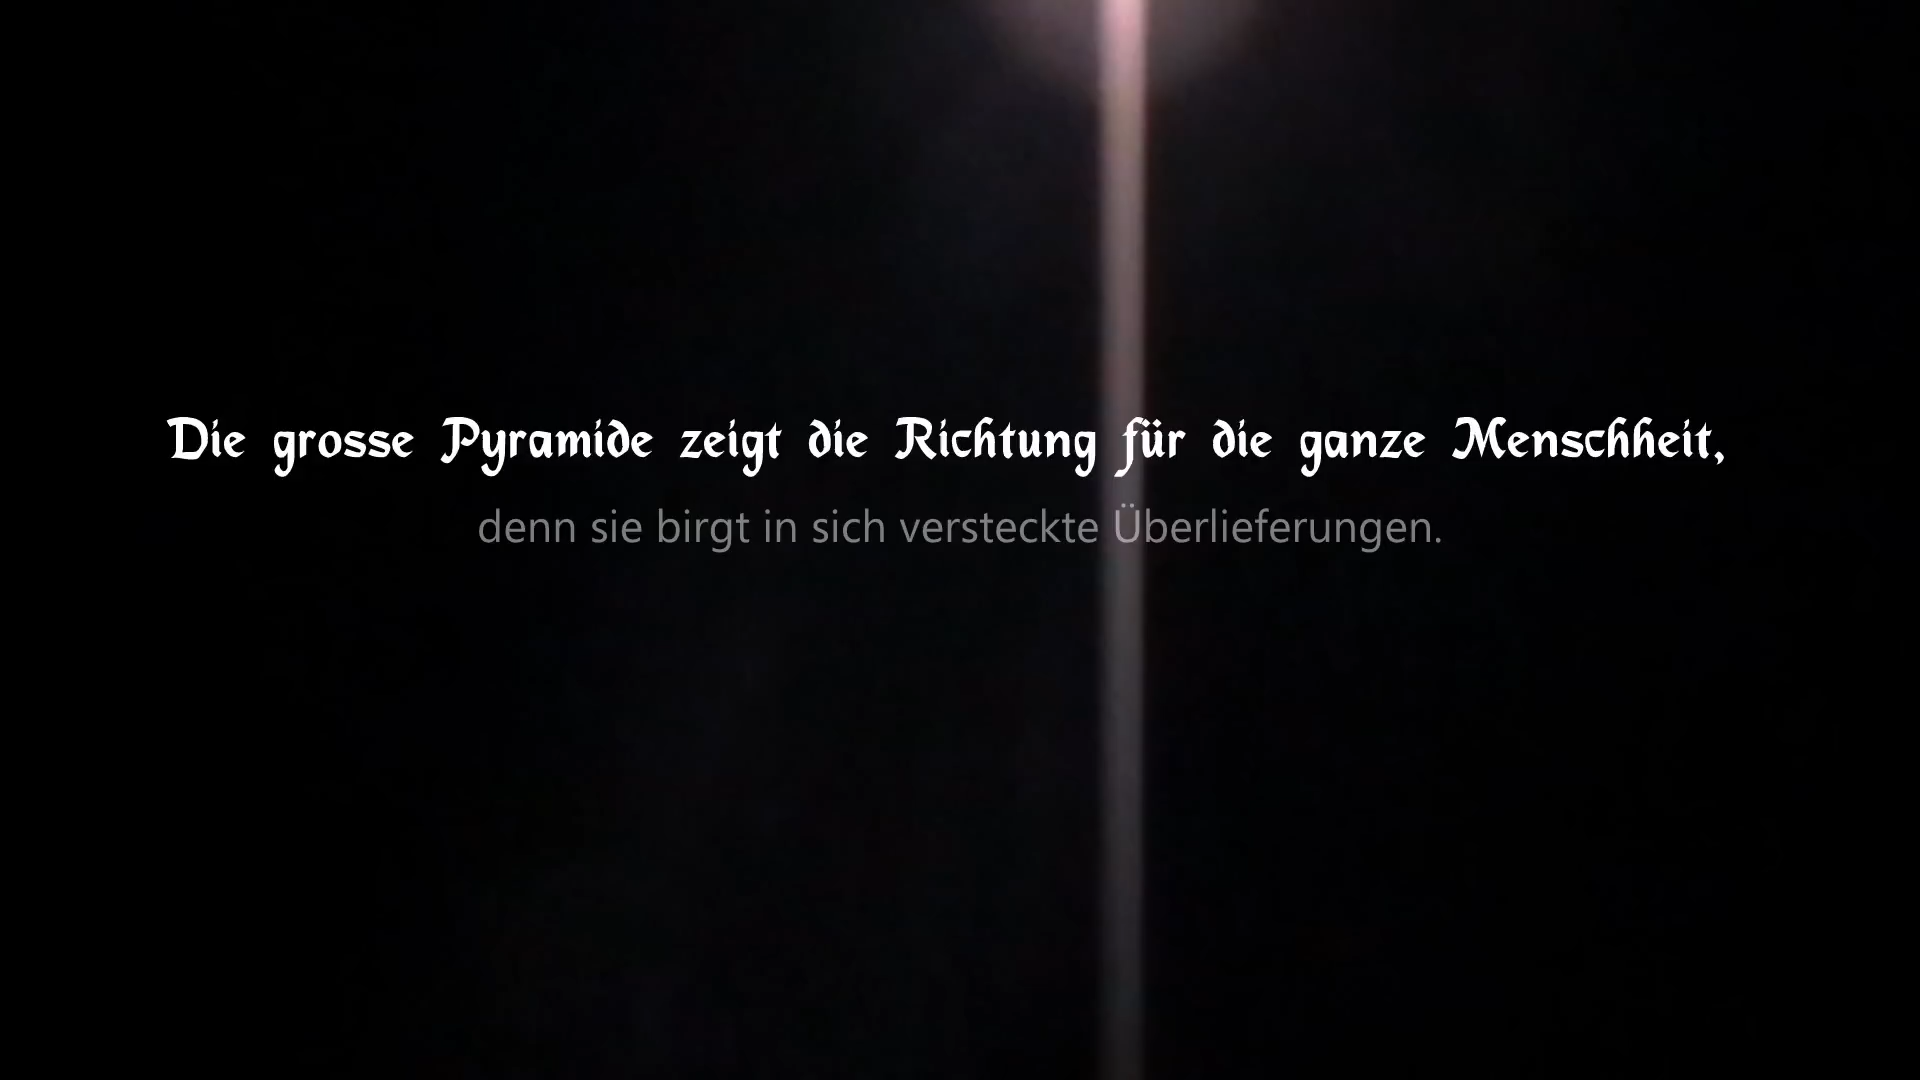 Die grosse Pyramide zeigt die Richtung für die ganze Menschheit,
denn sie birgt in sich versteckte Überlieferungen.